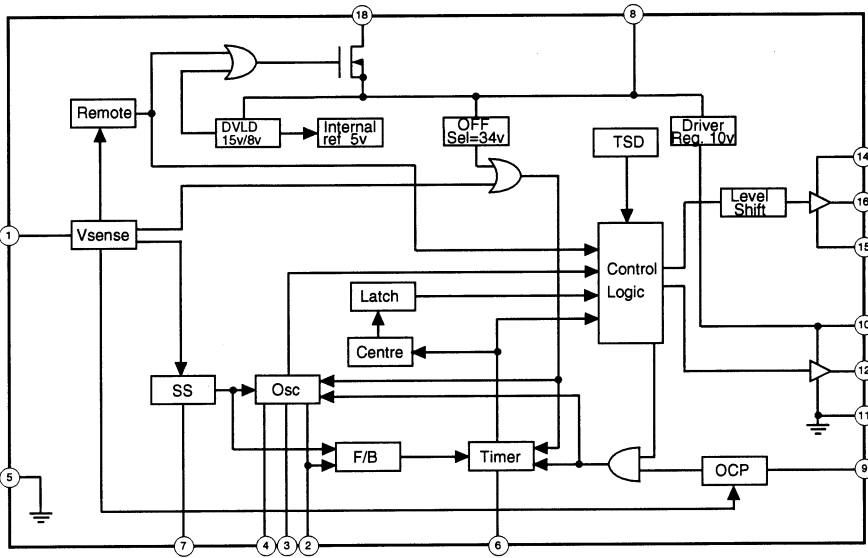 18
8
Remote
DVLD
15v/8v
Internal
ref 5v
OFF
Sel=34v
TSD
Driver
Reg. 10v
14
Level
Shift
16
1
Vsense
15
Control
Logic
Latch
10
Centre
12
SS
Osc
11
F/B
Timer
OCP
9
5
7
4
3
2
6